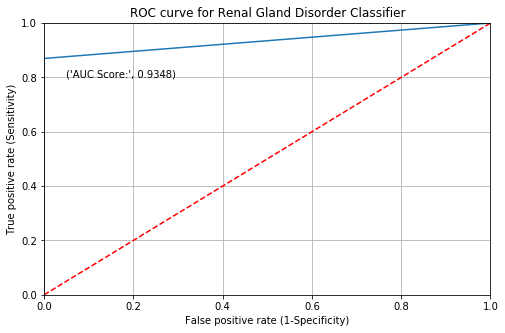 ROC curve for Renal Gland Disorder Classifier
1.0
0.8
0.6
0.4
0.2
0.0
True positive rate (Sensitivity)
('AUC Score:', 0.9348)
0.0 0.2 0.4 0.6 0.8 1.0
False positive rate (1-Specificity)